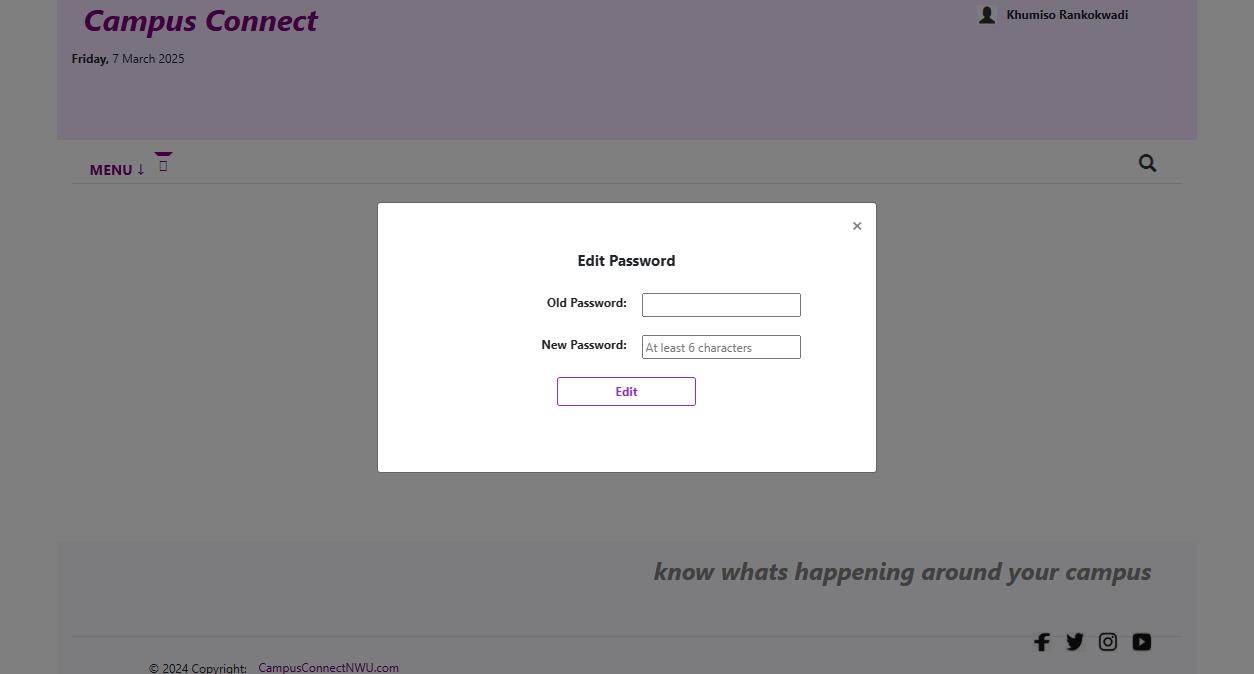 Campus Connect
Khumiso Rankokwadi
Friday, 7 March 2025
MENU ↓
×
Edit Password
Old Password:
New Password: At least 6 characters
Edit
know whats happening around your campus
© 2024 Copyright: CampusConnectNWU.com